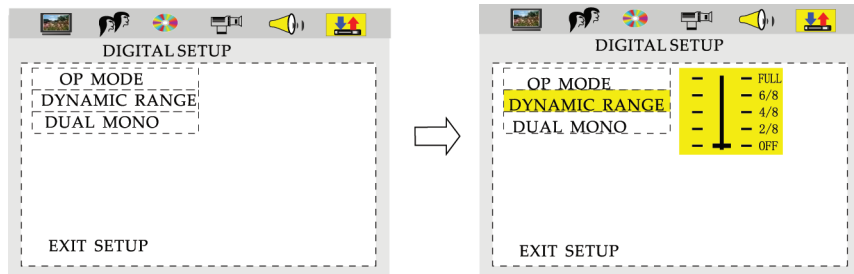 DIGITAL SETUP
OP MODE
DYNAMIC RANGE
DUAL MONO
EXIT SETUP
DIGITAL SETUP
OP MODE
DYNAMIC RANGE
DUAL MONO
FULL
6/8
4/8
2/8
OFF
EXIT SETUP